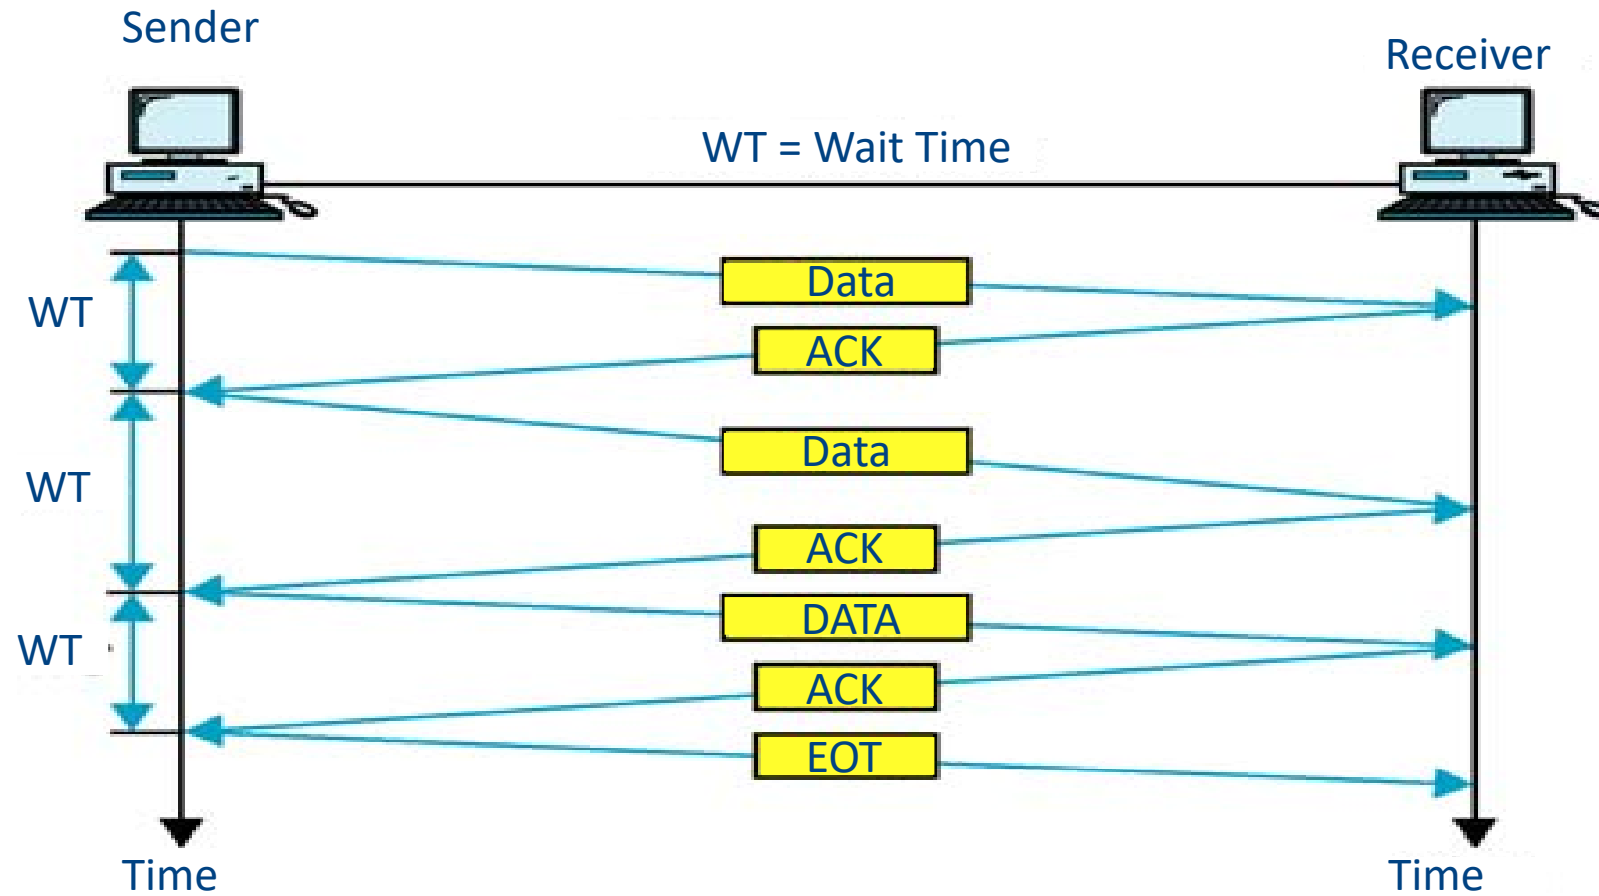 Sender
Receiver
WT = Wait Time
Data
WT
ACK
Data
WT
ACK
DATA
WT
ACK
EOT
Time
Time